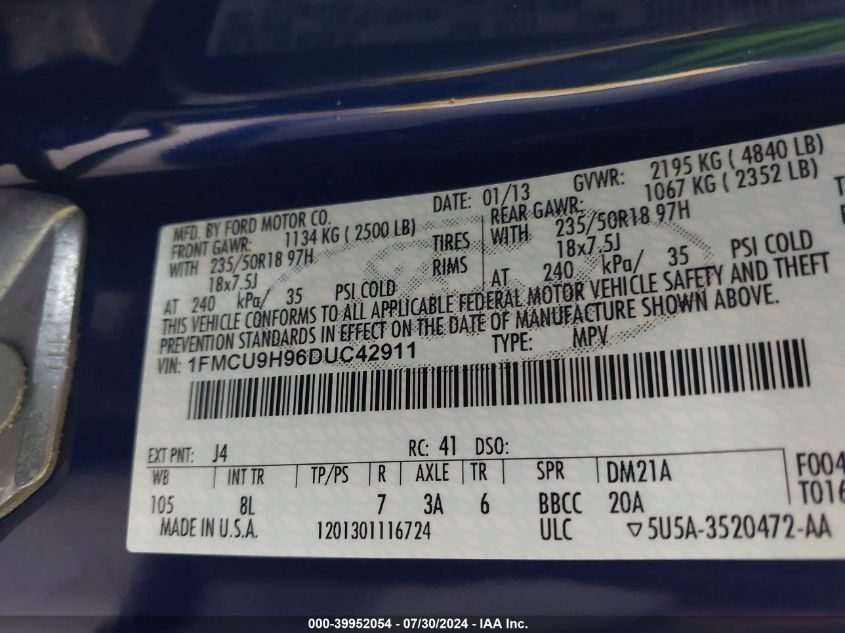 MFD. BY FORD MOTOR CO. DATE: 01/13 GVWR: 2195 KG ( 4840 LB)
FRONT GAWR: 1134 KG ( 2500 LB) REAR GAWR: 1067 KG ( 2352 LB)
WITH 235/50R18 97H TIRES WITH 235/50R18 97H
18x7.5J RIMS 18x7.5J
AT 240 kPa/ 35 PSI COLD AT 240 kPa/ 35 PSI COLD
THIS VEHICLE CONFORMS TO ALL APPLICABLE FEDERAL MOTOR VEHICLE SAFETY AND THEFT
PREVENTION STANDARDS IN EFFECT ON THE DATE OF MANUFACTURE SHOWN ABOVE.
VIN: 1FMCU9H96DUC42911 TYPE: MPV
EXT PNT: J4 RC: 41 DSO:
WB INT TR TP/PS R AXLE TR SPR DM21A F004
105 8L 7 3A 6 BBCC 20A T016
MADE IN U.S.A. 1201301116724 ULC ▽5U5A-3520472-AA
000-39952054 - 07/30/2024 - IAA Inc.